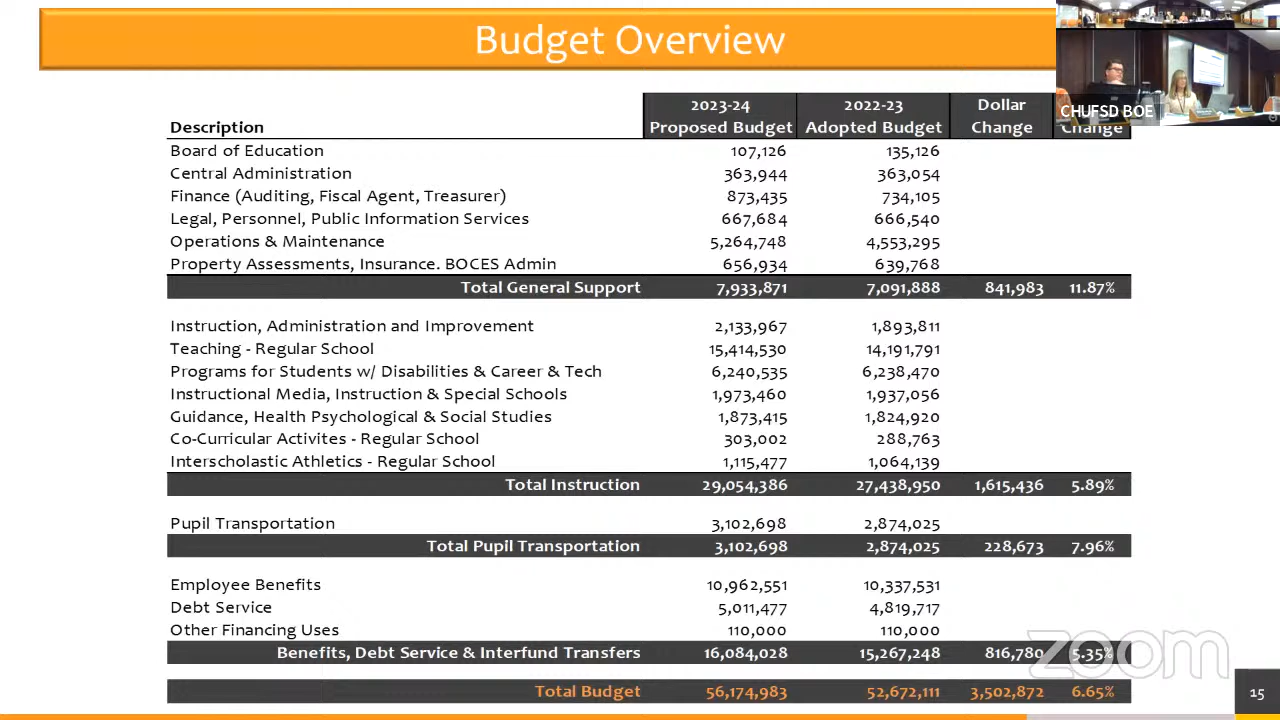 Budget Overview
CHUFSD BOE
Description 2023-24 Proposed Budget 2022-23 Adopted Budget Dollar Change Change
Board of Education 107,126 135,126
Central Administration 363,944 363,054
Finance (Auditing, Fiscal Agent, Treasurer) 873,435 734,105
Legal, Personnel, Public Information Services 667,684 666,540
Operations & Maintenance 5,264,748 4,553,295
Property Assessments, Insurance. BOCES Admin 656,934 639,768
Total General Support 7,933,871 7,091,888 841,983 11.87%
Instruction, Administration and Improvement 2,133,967 1,893,811
Teaching - Regular School 15,414,530 14,191,791
Programs for Students w/ Disabilities & Career & Tech 6,240,535 6,238,470
Instructional Media, Instruction & Special Schools 1,973,460 1,937,056
Guidance, Health Psychological & Social Studies 1,873,415 1,824,920
Co-Curricular Activites - Regular School 303,002 288,763
Interscholastic Athletics - Regular School 1,115,477 1,064,139
Total Instruction 29,054,386 27,438,950 1,615,436 5.89%
Pupil Transportation 3,102,698 2,874,025
Total Pupil Transportation 3,102,698 2,874,025 228,673 7.96%
Employee Benefits 10,962,551 10,337,531
Debt Service 5,011,477 4,819,717
Other Financing Uses 110,000 110,000
Benefits, Debt Service & Interfund Transfers 16,084,028 15,267,248 816,780 5.35%
Total Budget 56,174,983 52,672,111 3,502,872 6.65%
zoom
15